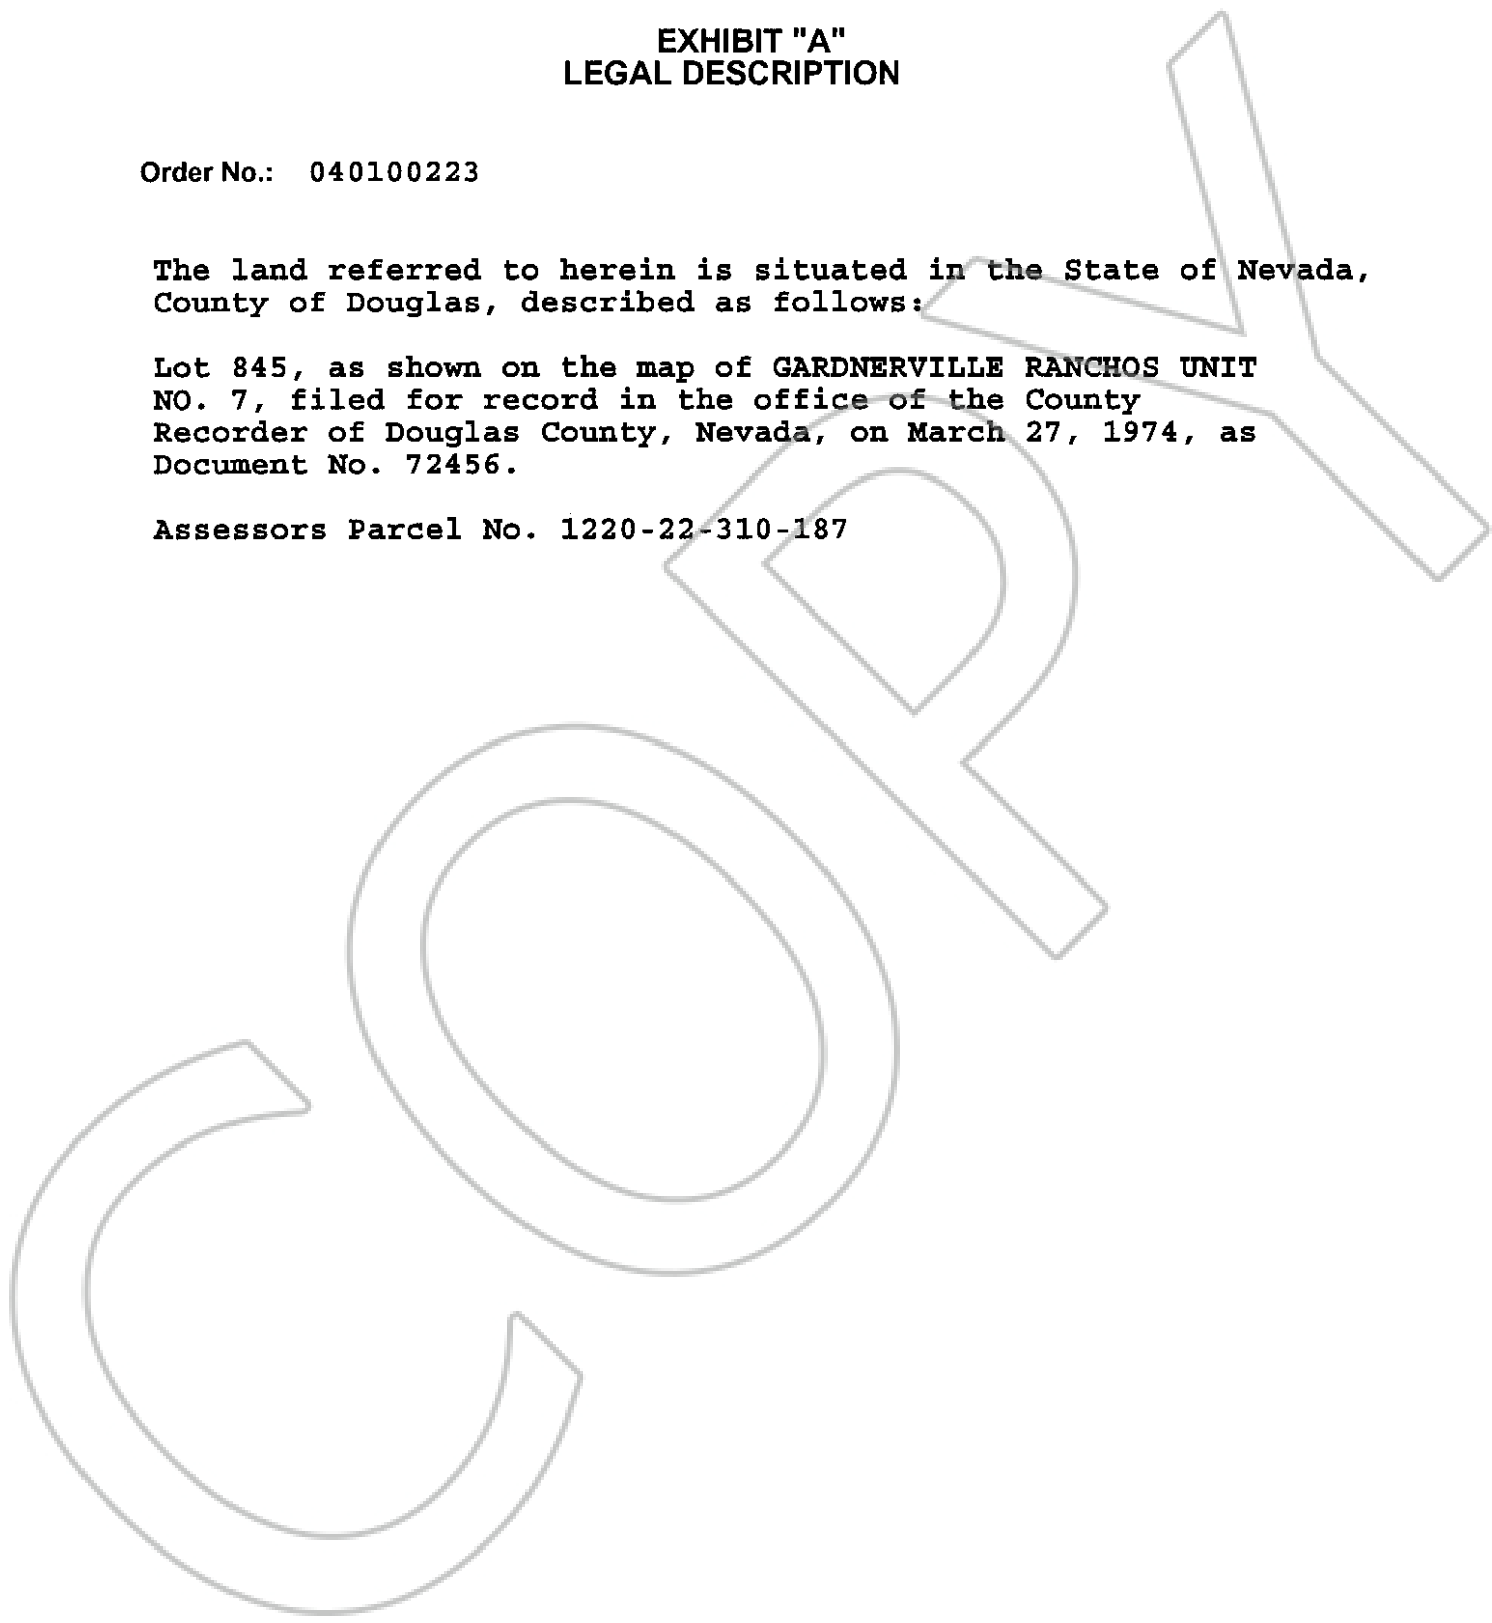 EXHIBIT "A"
LEGAL DESCRIPTION
Order No.: 040100223
The land referred to herein is situated in the State of Nevada,
County of Douglas, described as follows:
Lot 845, as shown on the map of GARDNERVILLE RANCHOS UNIT
NO. 7, filed for record in the office of the County
Recorder of Douglas County, Nevada, on March 27, 1974, as
Document No. 72456.
Assessors Parcel No. 1220-22-310-187
COPY